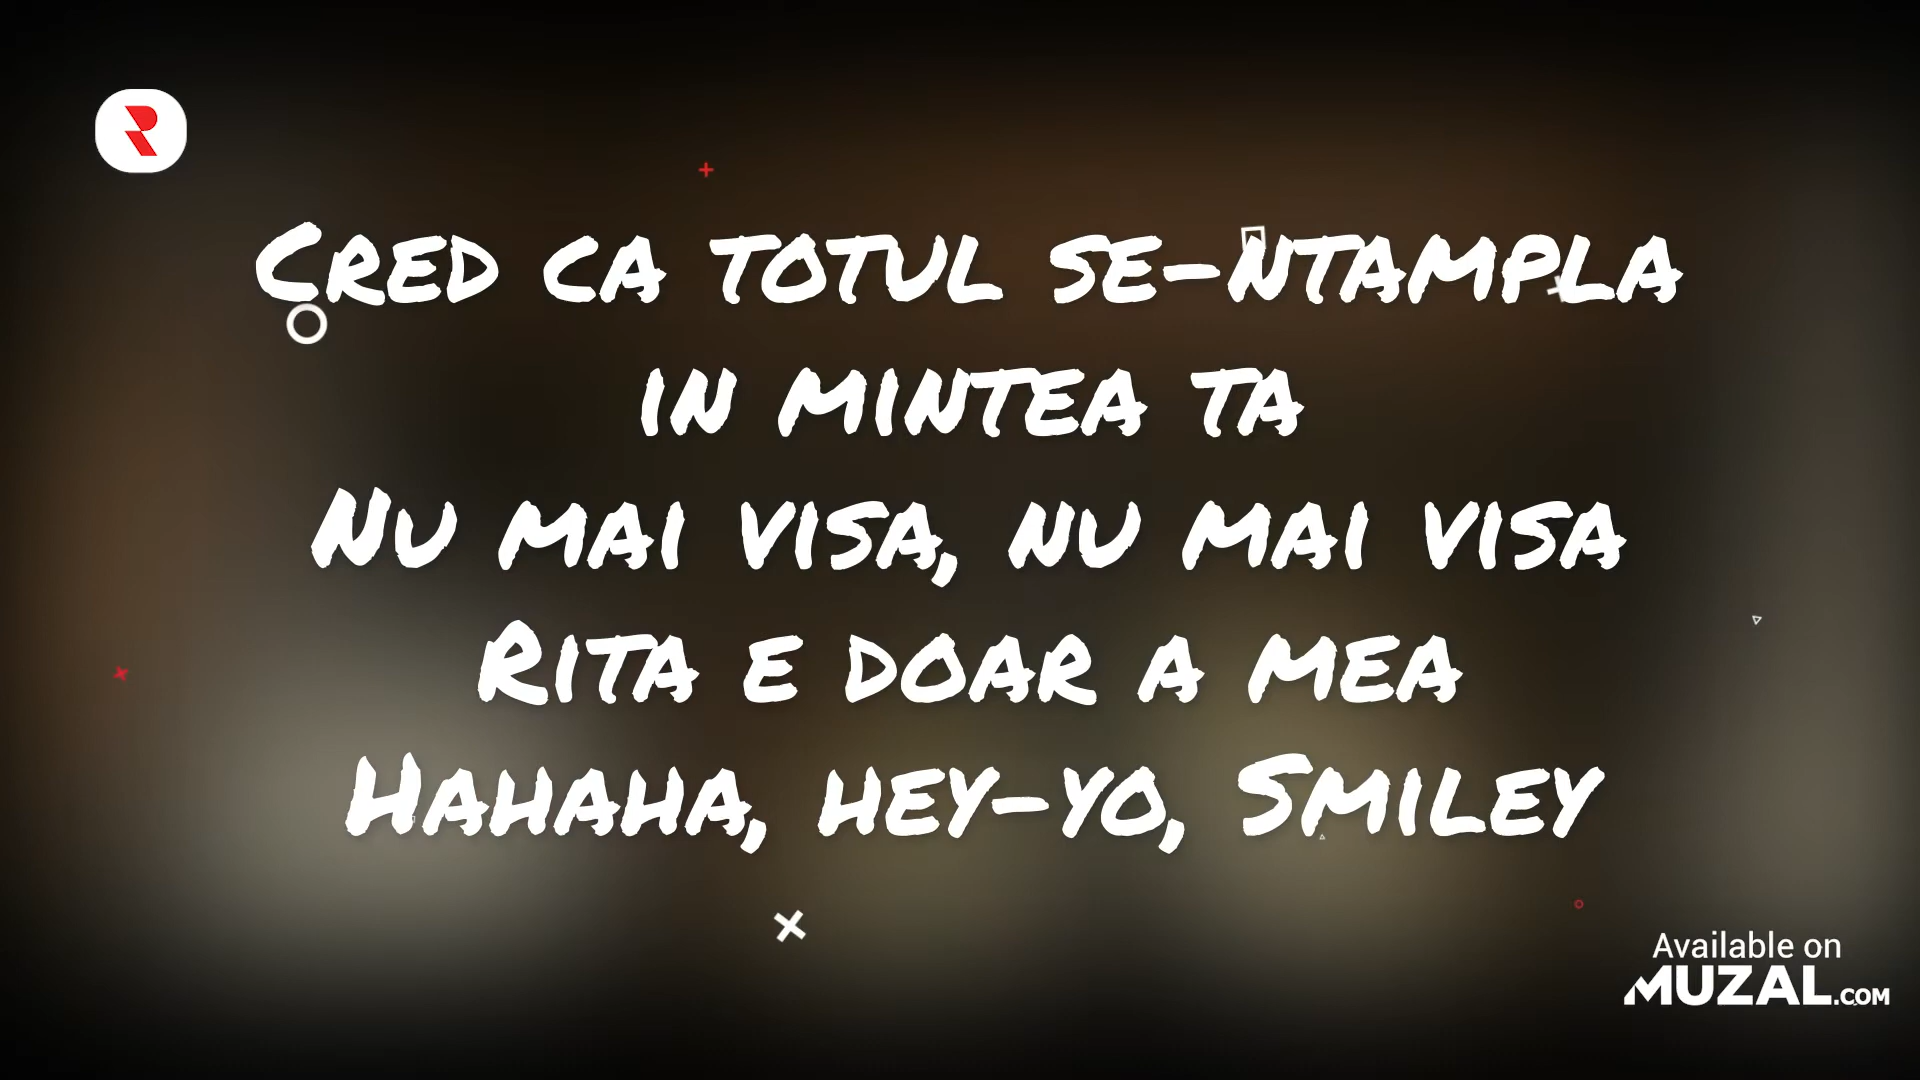 Cred ca totul se-ntampla
in mintea ta
Nu mai visa, nu mai visa
Rita e doar a mea
Hahaha, hey-yo, Smiley
Available on
MUZAL.COM